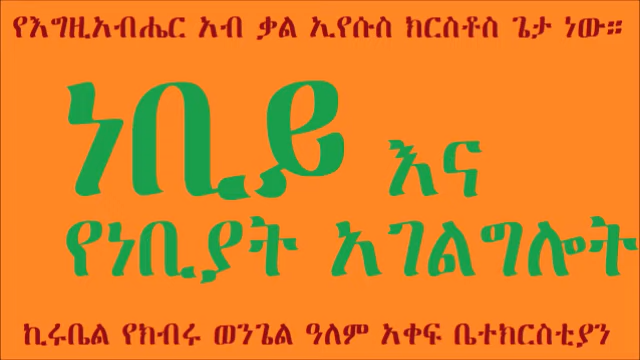 የእግዚአብሔር አብ ቃል ኢየሱስ ክርስቶስ ጌታ ነው።
ነቢይ እና
የነቢያት አገልግሎት
ኪሩቤል የክብሩ ወንጌል ዓለም አቀፍ ቤተክርስቲያን